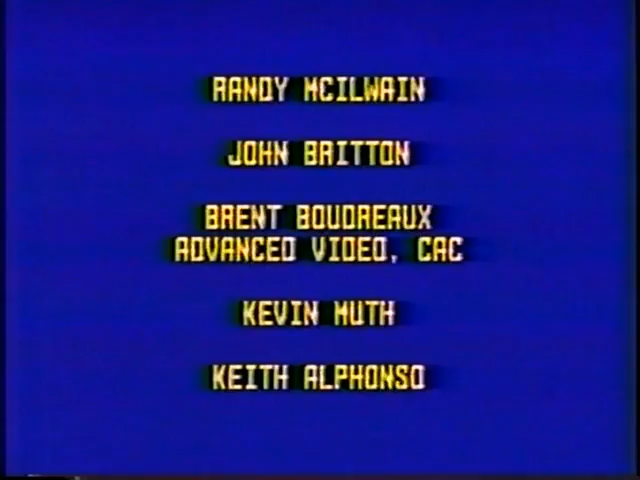 RANDY MCILWAIN
JOHN BRITTON
BRENT BOUDREAUX
ADVANCED VIDEO, CAC
KEVIN MUTH
KEITH ALPHONSO